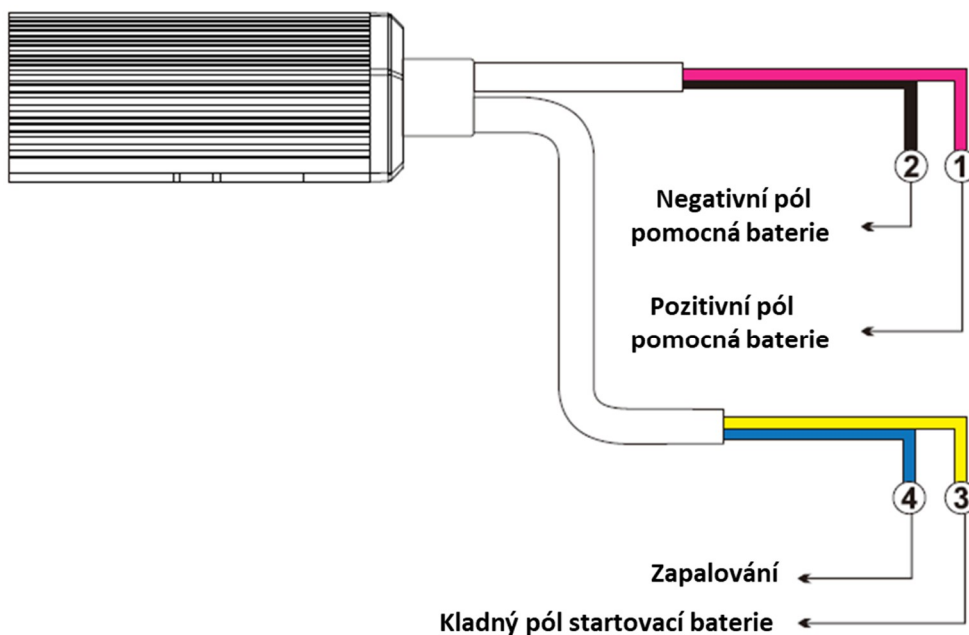 2 1
Negativní pól
pomocná baterie
Pozitivní pól
pomocná baterie
4 3
Zapalování
Kladný pól startovací baterie